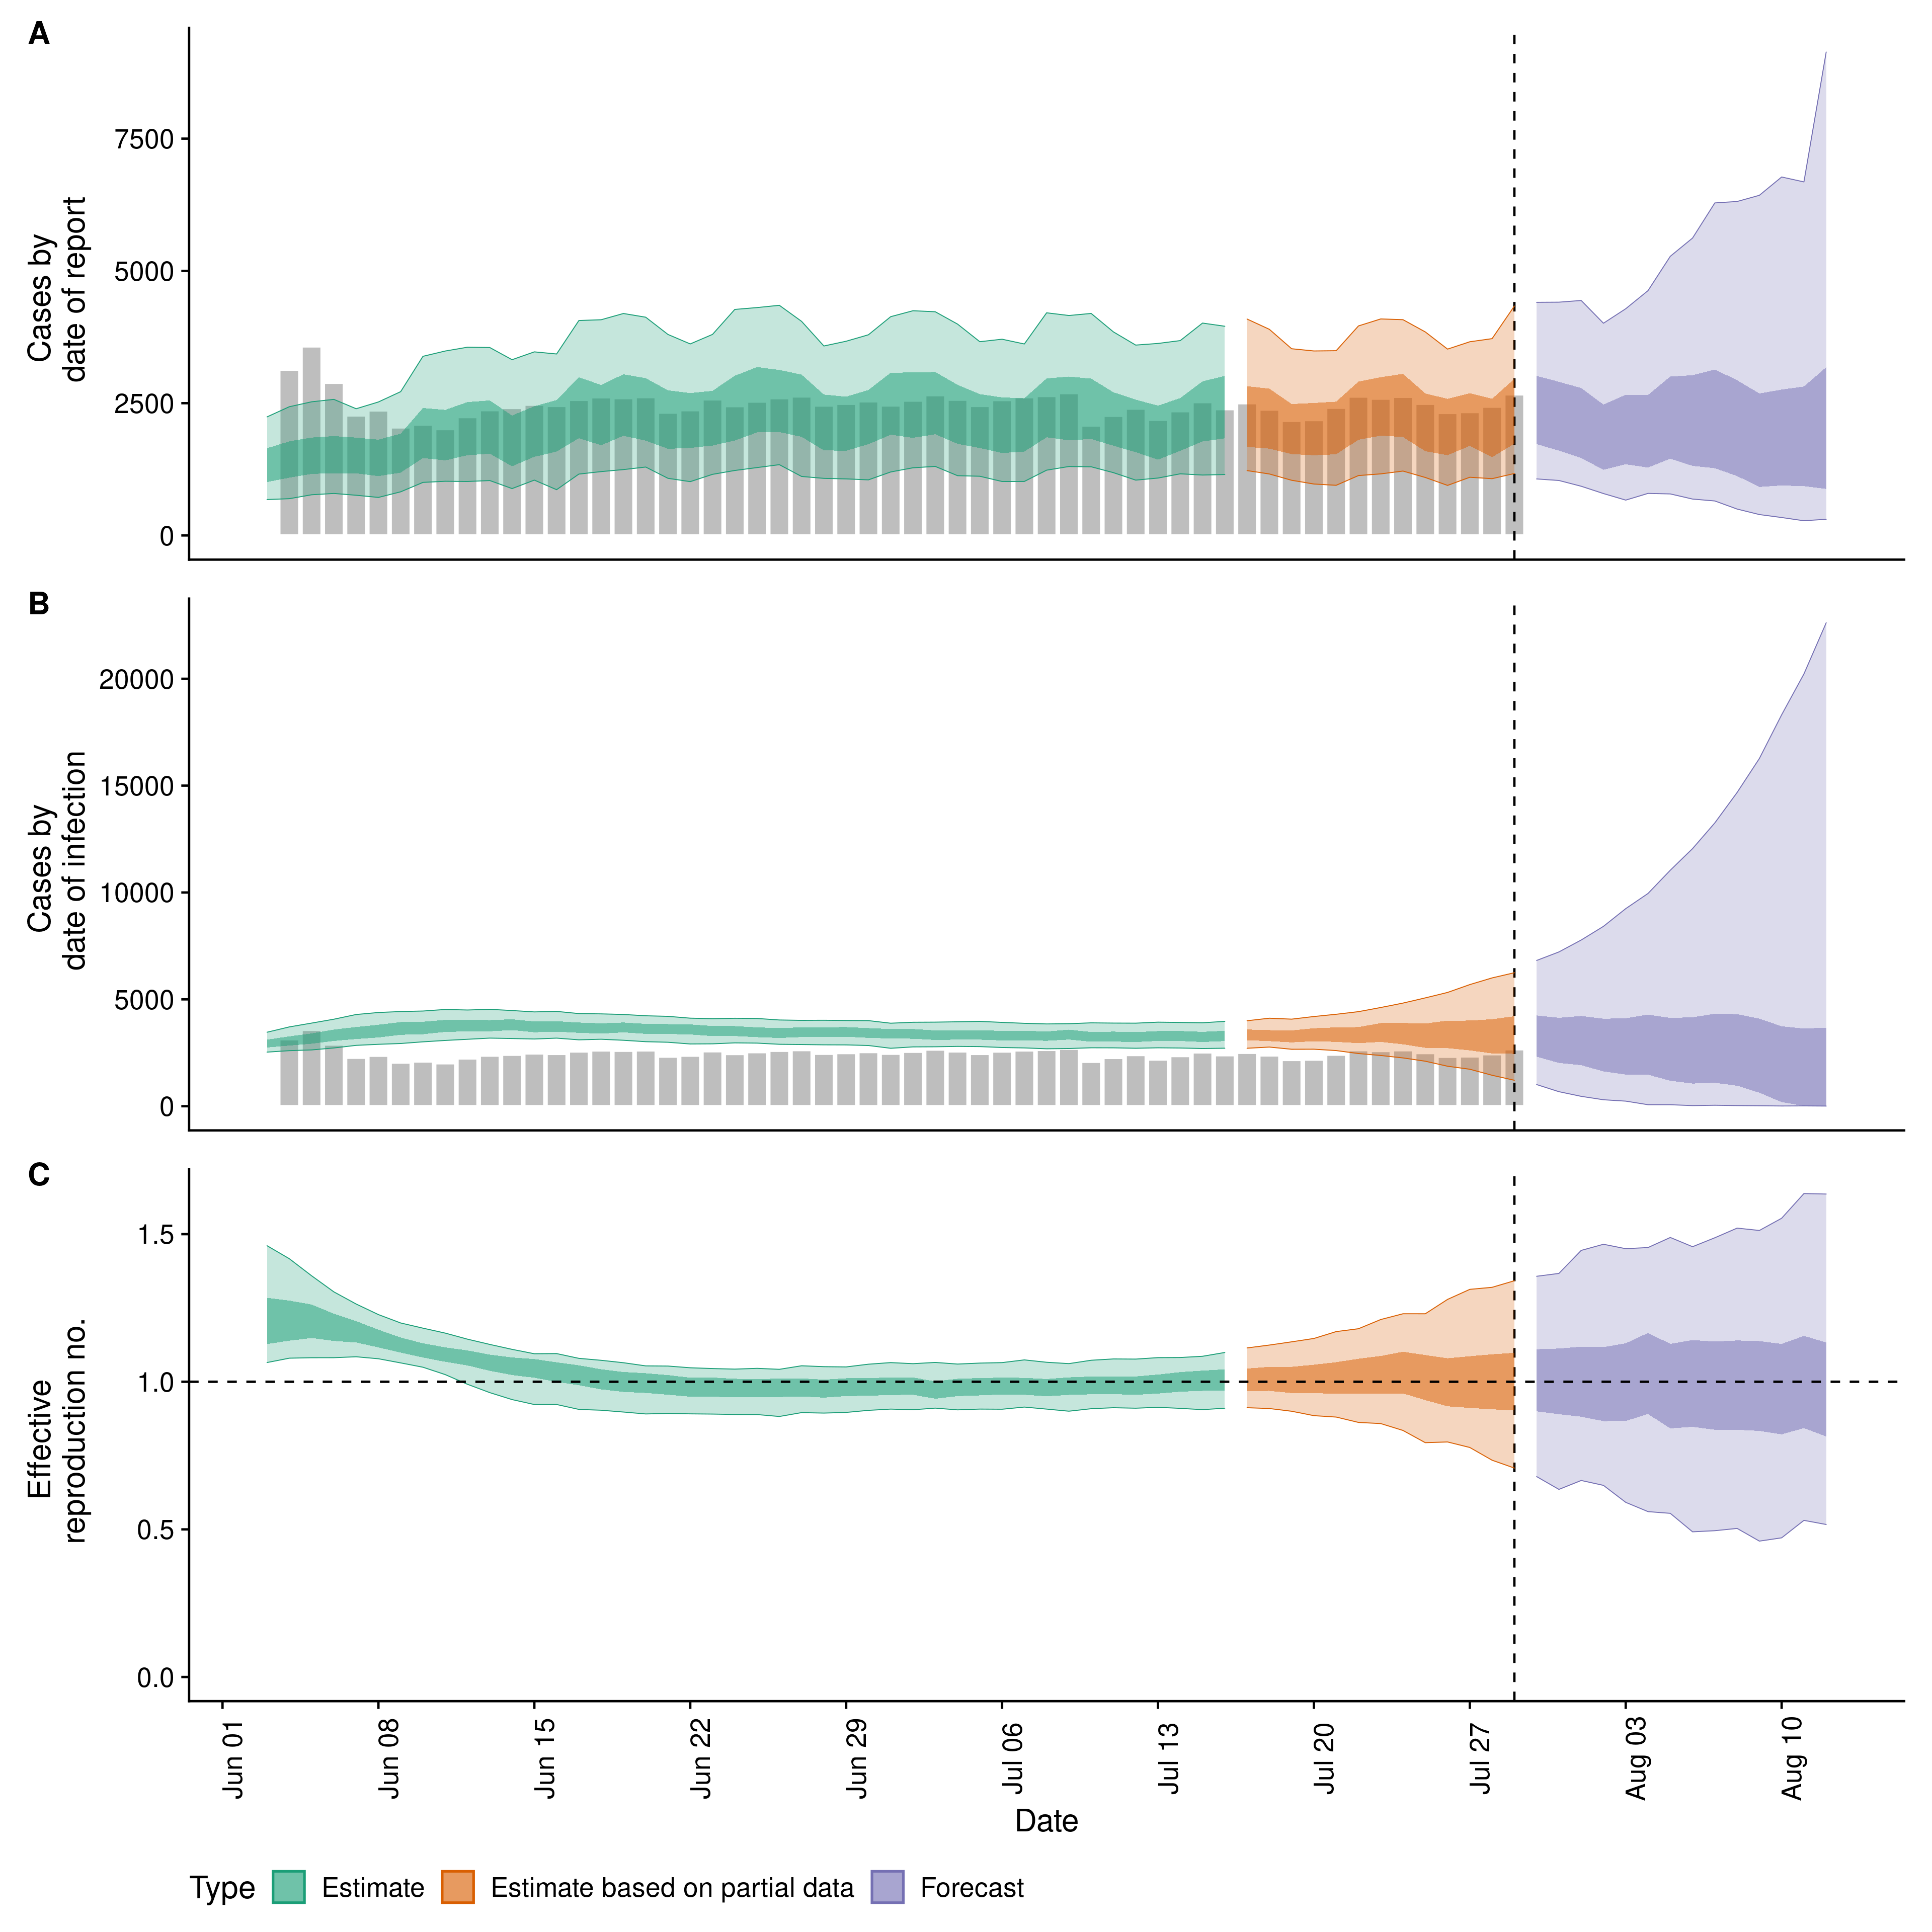 A
Cases by
date of report
7500
5000
2500
0
B
Cases by
date of infection
20000
15000
10000
5000
0
C
Effective
reproduction no.
1.5
1.0
0.5
0.0
Jun 01
Jun 08
Jun 15
Jun 22
Jun 29
Jul 06
Jul 13
Jul 20
Jul 27
Aug 03
Aug 10
Date
Type Estimate Estimate based on partial data Forecast